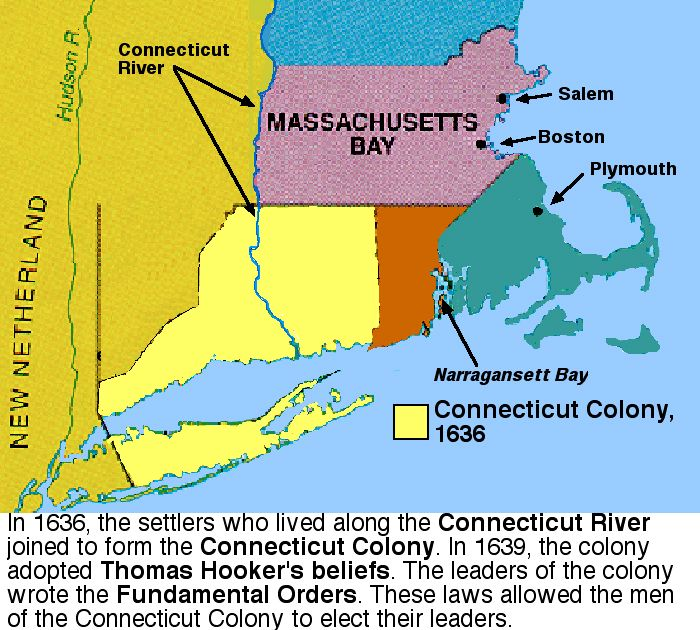 Connecticut
River
Hudson R.
Salem
MASSACHUSETTS
BAY
Boston
Plymouth
NEW NETHERLAND
Narragansett Bay
Connecticut Colony,
1636
In 1636, the settlers who lived along the Connecticut River
joined to form the Connecticut Colony. In 1639, the colony
adopted Thomas Hooker's beliefs. The leaders of the colony
wrote the Fundamental Orders. These laws allowed the men
of the Connecticut Colony to elect their leaders.